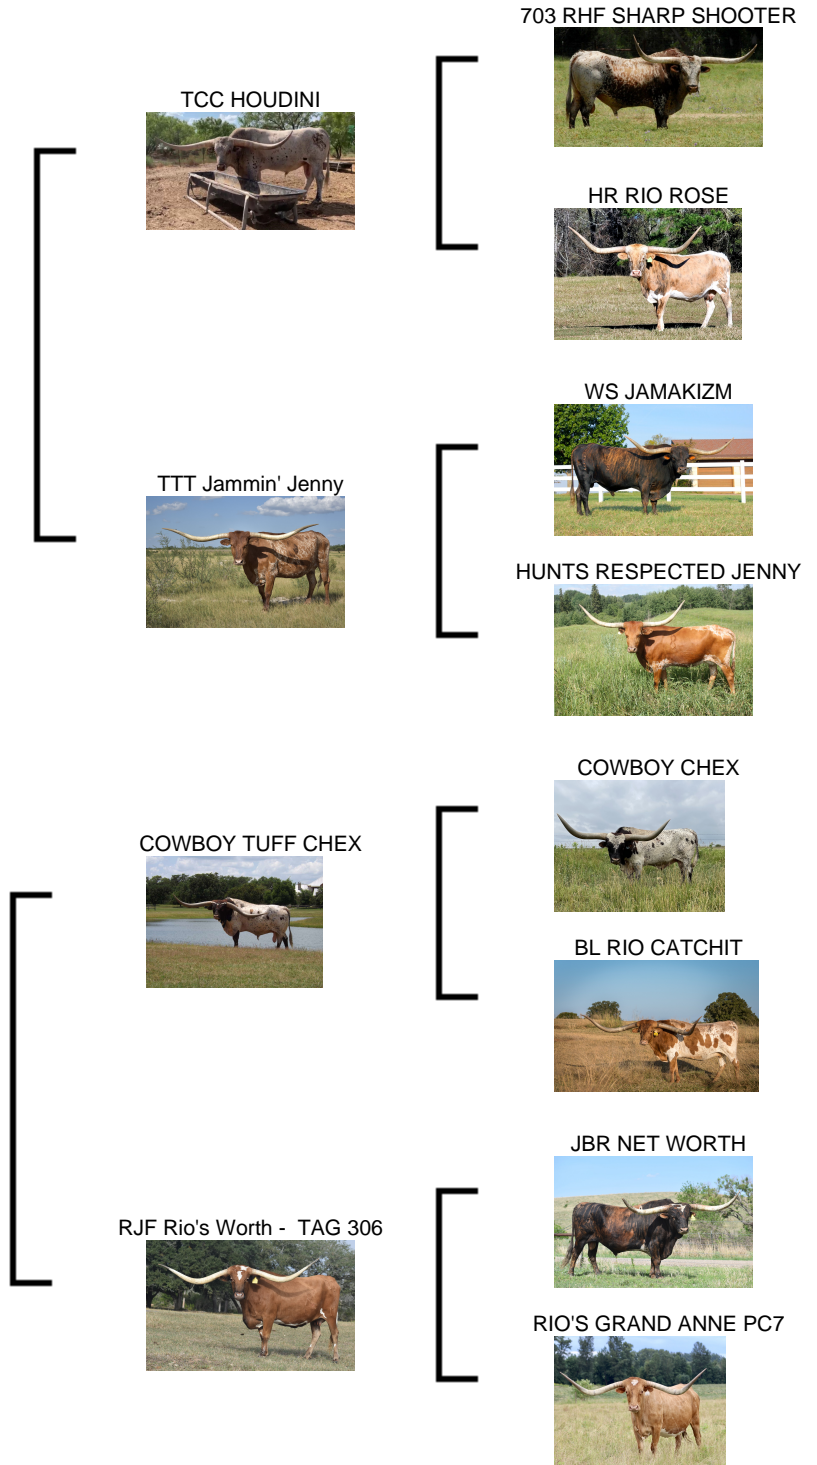 703 RHF SHARP SHOOTER
TCC HOUDINI
HR RIO ROSE
WS JAMAKIZM
TTT Jammin' Jenny
HUNTS RESPECTED JENNY
COWBOY CHEX
COWBOY TUFF CHEX
BL RIO CATCHIT
JBR NET WORTH
RJF Rio's Worth -  TAG 306
RIO'S GRAND ANNE PC7